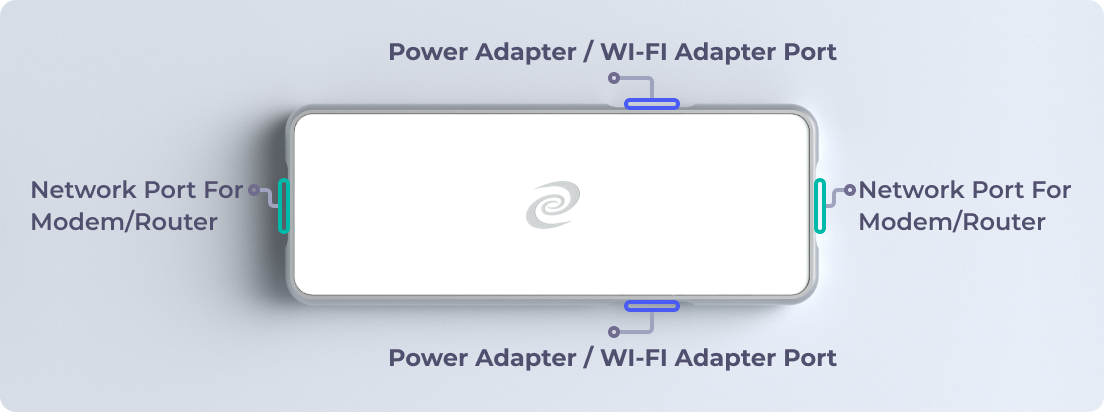 Power Adapter / WI-FI Adapter Port
Network Port For
Modem/Router
Network Port For
Modem/Router
Power Adapter / WI-FI Adapter Port